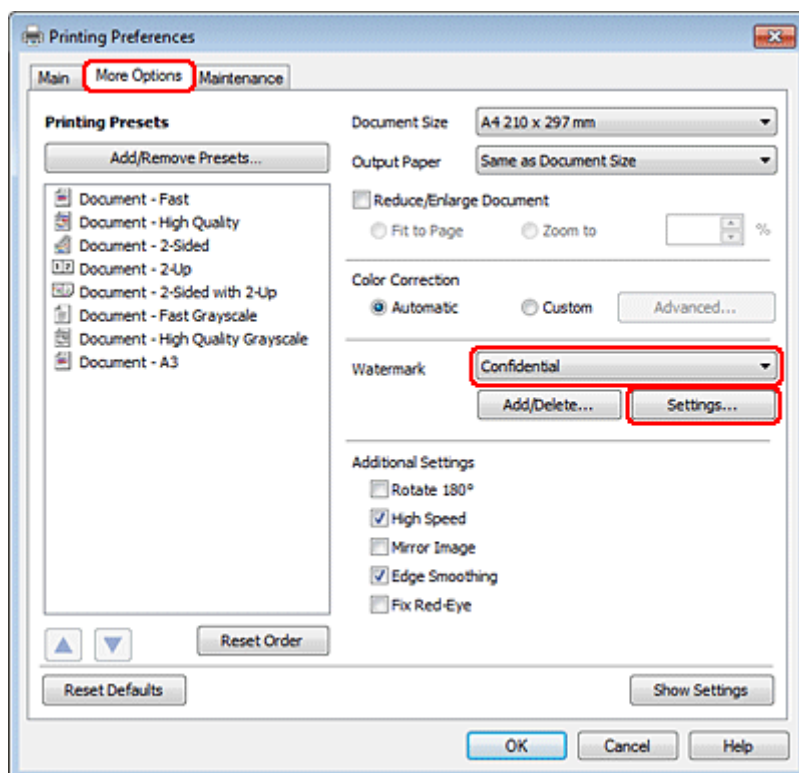 Printing Preferences
Main More Options Maintenance
Printing Presets
Add/Remove Presets...
Document - Fast
Document - High Quality
Document - 2-Sided
Document - 2-Up
Document - 2-Sided with 2-Up
Document - Fast Grayscale
Document - High Quality Grayscale
Document - A3
Reset Order
Document Size A4 210 x 297 mm
Output Paper Same as Document Size
Reduce/Enlarge Document
Fit to Page Zoom to %
Color Correction
Automatic Custom Advanced...
Watermark Confidential
Add/Delete... Settings...
Additional Settings
Rotate 180°
High Speed
Mirror Image
Edge Smoothing
Fix Red-Eye
Reset Defaults Show Settings
OK Cancel Help